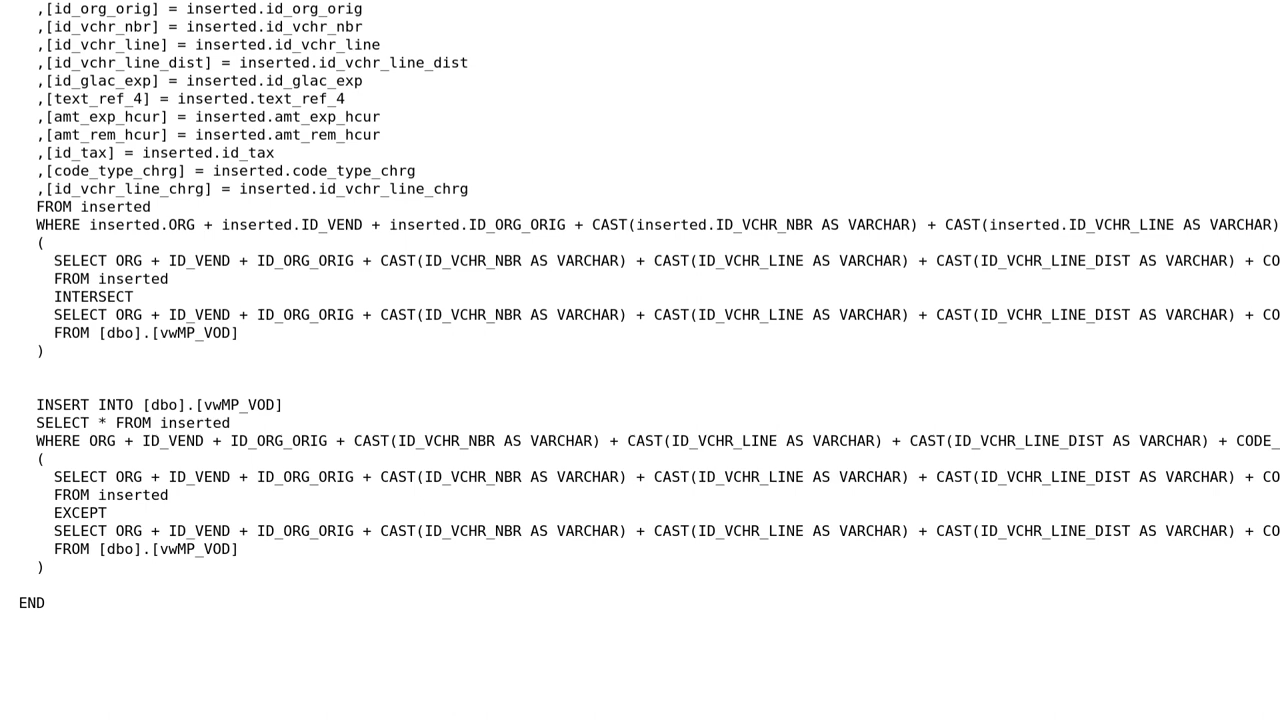 ,[id_org_orig] = inserted.id_org_orig
,[id_vchr_nbr] = inserted.id_vchr_nbr
,[id_vchr_line] = inserted.id_vchr_line
,[id_vchr_line_dist] = inserted.id_vchr_line_dist
,[id_glac_exp] = inserted.id_glac_exp
,[text_ref_4] = inserted.text_ref_4
,[amt_exp_hcur] = inserted.amt_exp_hcur
,[amt_rem_hcur] = inserted.amt_rem_hcur
,[id_tax] = inserted.id_tax
,[code_type_chrg] = inserted.code_type_chrg
,[id_vchr_line_chrg] = inserted.id_vchr_line_chrg
FROM inserted
WHERE inserted.ORG + inserted.ID_VEND + inserted.ID_ORG_ORIG + CAST(inserted.ID_VCHR_NBR AS VARCHAR) + CAST(inserted.ID_VCHR_LINE AS VARCHAR)
(
SELECT ORG + ID_VEND + ID_ORG_ORIG + CAST(ID_VCHR_NBR AS VARCHAR) + CAST(ID_VCHR_LINE AS VARCHAR) + CAST(ID_VCHR_LINE_DIST AS VARCHAR) + CO
FROM inserted
INTERSECT
SELECT ORG + ID_VEND + ID_ORG_ORIG + CAST(ID_VCHR_NBR AS VARCHAR) + CAST(ID_VCHR_LINE AS VARCHAR) + CAST(ID_VCHR_LINE_DIST AS VARCHAR) + CO
FROM [dbo].[vwMP_VOD]
)
INSERT INTO [dbo].[vwMP_VOD]
SELECT * FROM inserted
WHERE ORG + ID_VEND + ID_ORG_ORIG + CAST(ID_VCHR_NBR AS VARCHAR) + CAST(ID_VCHR_LINE AS VARCHAR) + CAST(ID_VCHR_LINE_DIST AS VARCHAR) + CODE_
(
SELECT ORG + ID_VEND + ID_ORG_ORIG + CAST(ID_VCHR_NBR AS VARCHAR) + CAST(ID_VCHR_LINE AS VARCHAR) + CAST(ID_VCHR_LINE_DIST AS VARCHAR) + CO
FROM inserted
EXCEPT
SELECT ORG + ID_VEND + ID_ORG_ORIG + CAST(ID_VCHR_NBR AS VARCHAR) + CAST(ID_VCHR_LINE AS VARCHAR) + CAST(ID_VCHR_LINE_DIST AS VARCHAR) + CO
FROM [dbo].[vwMP_VOD]
)
END